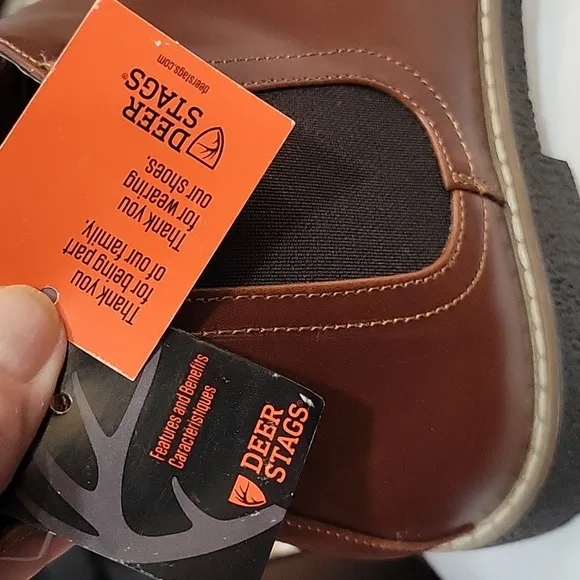 DEER
STAGS®
deerstags.com
Thank you
for wearing
our shoes.
Thank you
for being part
of our family.
Features and Benefits
Caractéristiques
DEER
STAGS®